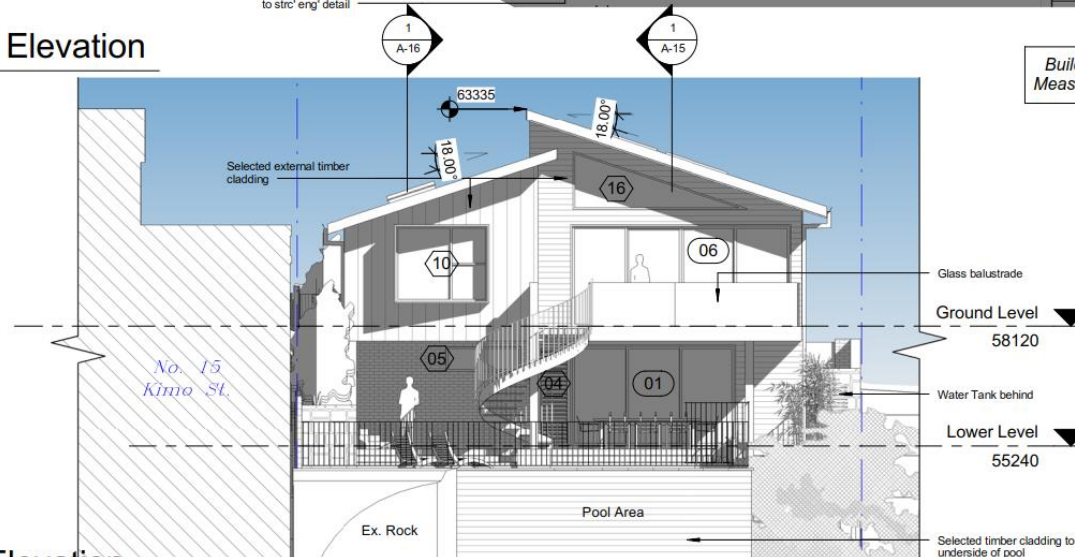 to strc' eng' detail
Elevation
1
A-16
1
A-15
63335
18.00°
18.00°
Selected external timber
cladding
16
10
06
Glass balustrade
Ground Level
58120
No. 15
Kimo St.
05
04
01
Water Tank behind
Lower Level
55240
Ex. Rock
Pool Area
Selected timber cladding to
underside of pool